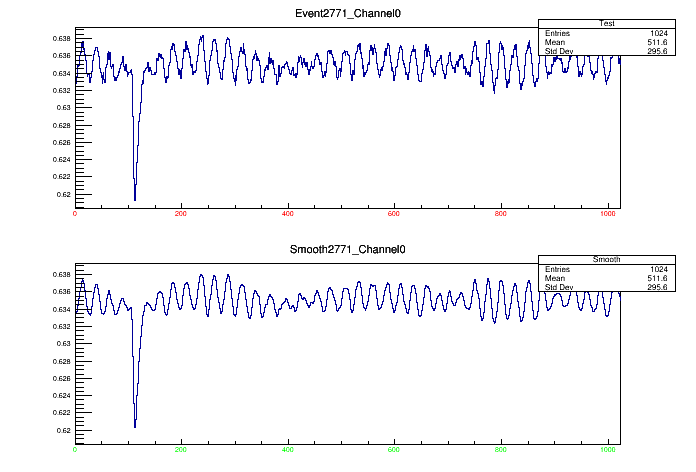 Event2771_Channel0
Test
Entries 1024
Mean 511.6
Std Dev 295.6
0.638
0.636
0.634
0.632
0.63
0.628
0.626
0.624
0.622
0.62
0 200 400 600 800 1000
Smooth2771_Channel0
Smooth
Entries 1024
Mean 511.6
Std Dev 295.6
0.638
0.636
0.634
0.632
0.63
0.628
0.626
0.624
0.622
0.62
0 200 400 600 800 1000